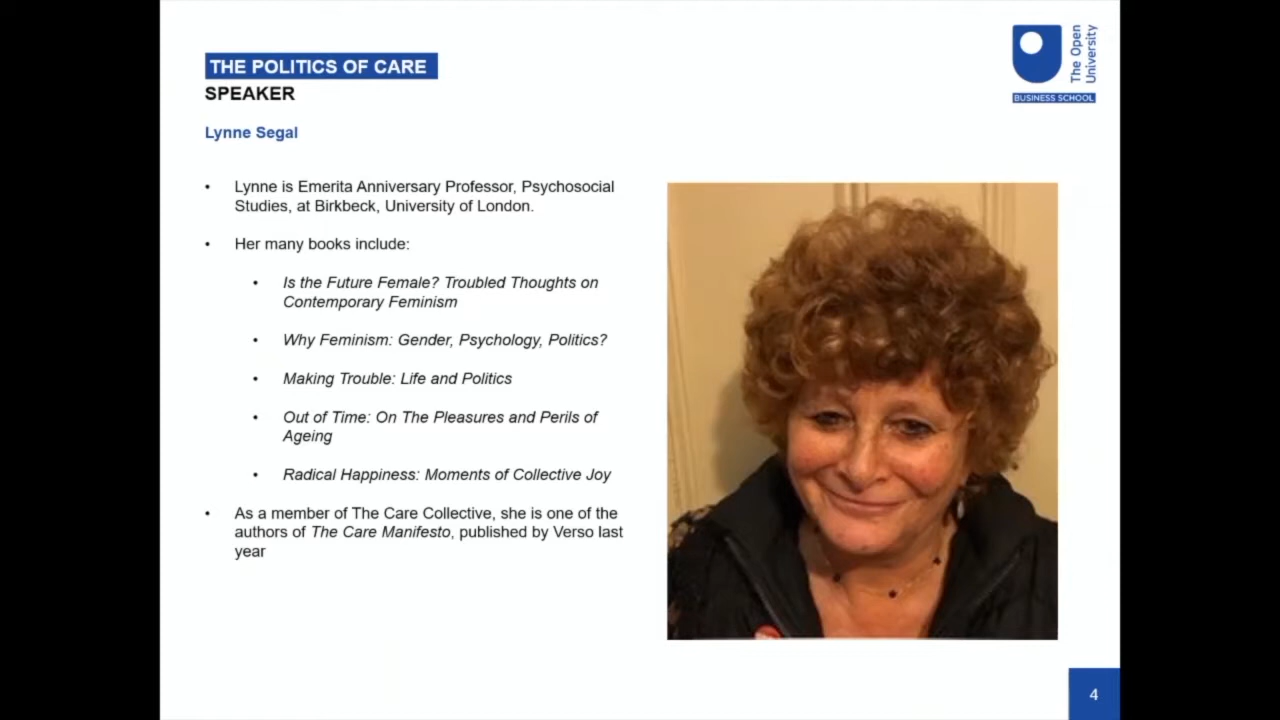 THE POLITICS OF CARE
SPEAKER
The Open
University
BUSINESS SCHOOL
Lynne Segal
• Lynne is Emerita Anniversary Professor, Psychosocial
Studies, at Birkbeck, University of London.
• Her many books include:
• Is the Future Female? Troubled Thoughts on
Contemporary Feminism
• Why Feminism: Gender, Psychology, Politics?
• Making Trouble: Life and Politics
• Out of Time: On The Pleasures and Perils of
Ageing
• Radical Happiness: Moments of Collective Joy
• As a member of The Care Collective, she is one of the
authors of The Care Manifesto, published by Verso last
year
4